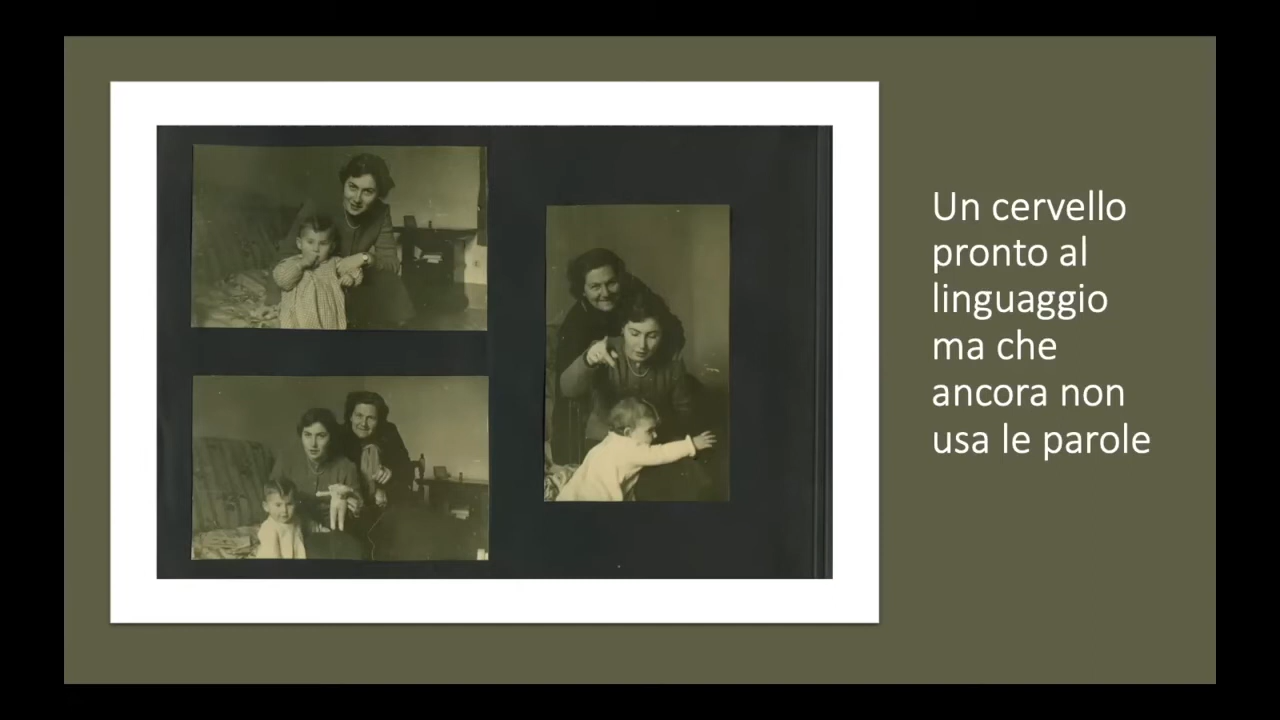 Un cervello
pronto al
linguaggio
ma che
ancora non
usa le parole